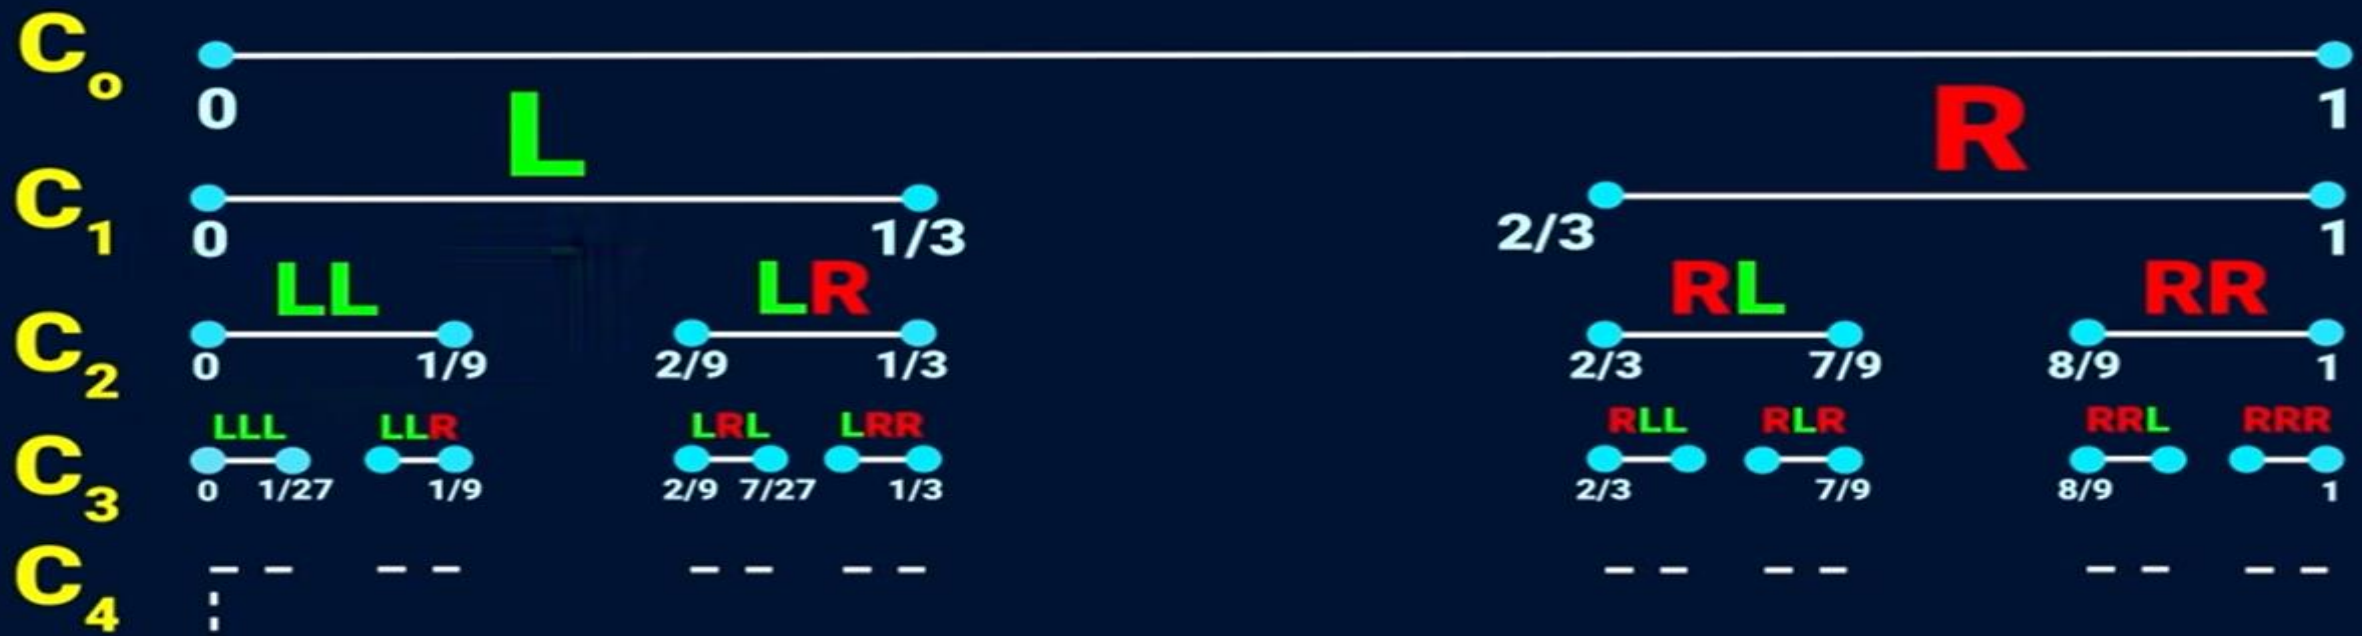 C₀
0 1
L R
C₁
0 1/3 2/3 1
LL LR RL RR
C₂
0 1/9 2/9 1/3 2/3 7/9 8/9 1
LLL LLR LRL LRR RLL RLR RRL RRR
C₃
0 1/27 1/9 2/9 7/27 1/3 2/3 7/9 8/9 1
C₄